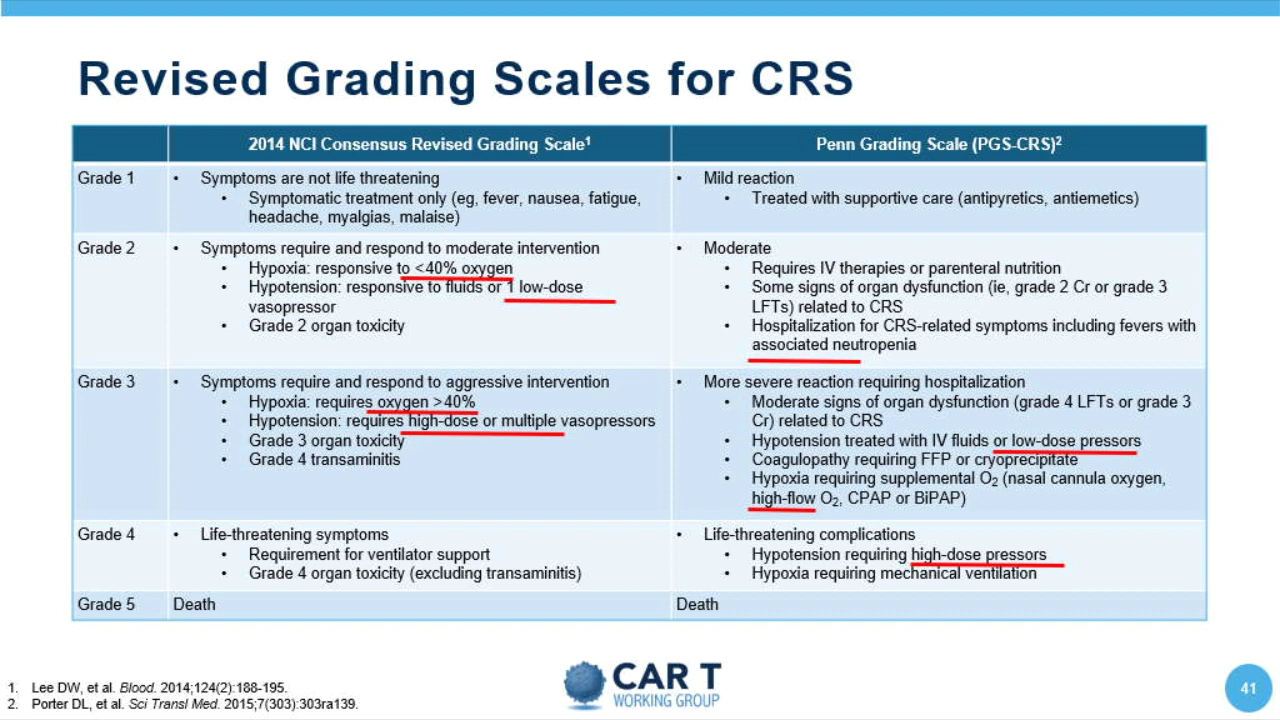 Revised Grading Scales for CRS
2014 NCI Consensus Revised Grading Scale1
Penn Grading Scale (PGS-CRS)2
Grade 1
• Symptoms are not life threatening
• Symptomatic treatment only (eg, fever, nausea, fatigue,
headache, myalgias, malaise)
• Mild reaction
• Treated with supportive care (antipyretics, antiemetics)
Grade 2
• Symptoms require and respond to moderate intervention
• Hypoxia: responsive to <40% oxygen
• Hypotension: responsive to fluids or 1 low-dose
vasopressor
• Grade 2 organ toxicity
• Moderate
• Requires IV therapies or parenteral nutrition
• Some signs of organ dysfunction (ie, grade 2 Cr or grade 3
LFTs) related to CRS
• Hospitalization for CRS-related symptoms including fevers with
associated neutropenia
Grade 3
• Symptoms require and respond to aggressive intervention
• Hypoxia: requires oxygen >40%
• Hypotension: requires high-dose or multiple vasopressors
• Grade 3 organ toxicity
• Grade 4 transaminitis
• More severe reaction requiring hospitalization
• Moderate signs of organ dysfunction (grade 4 LFTs or grade 3
Cr) related to CRS
• Hypotension treated with IV fluids or low-dose pressors
• Coagulopathy requiring FFP or cryoprecipitate
• Hypoxia requiring supplemental O2 (nasal cannula oxygen,
high-flow O2, CPAP or BiPAP)
Grade 4
• Life-threatening symptoms
• Requirement for ventilator support
• Grade 4 organ toxicity (excluding transaminitis)
• Life-threatening complications
• Hypotension requiring high-dose pressors
• Hypoxia requiring mechanical ventilation
Grade 5
Death
Death
1. Lee DW, et al. Blood. 2014;124(2):188-195.
2. Porter DL, et al. Sci Transl Med. 2015;7(303):303ra139.
CAR T
WORKING GROUP
41